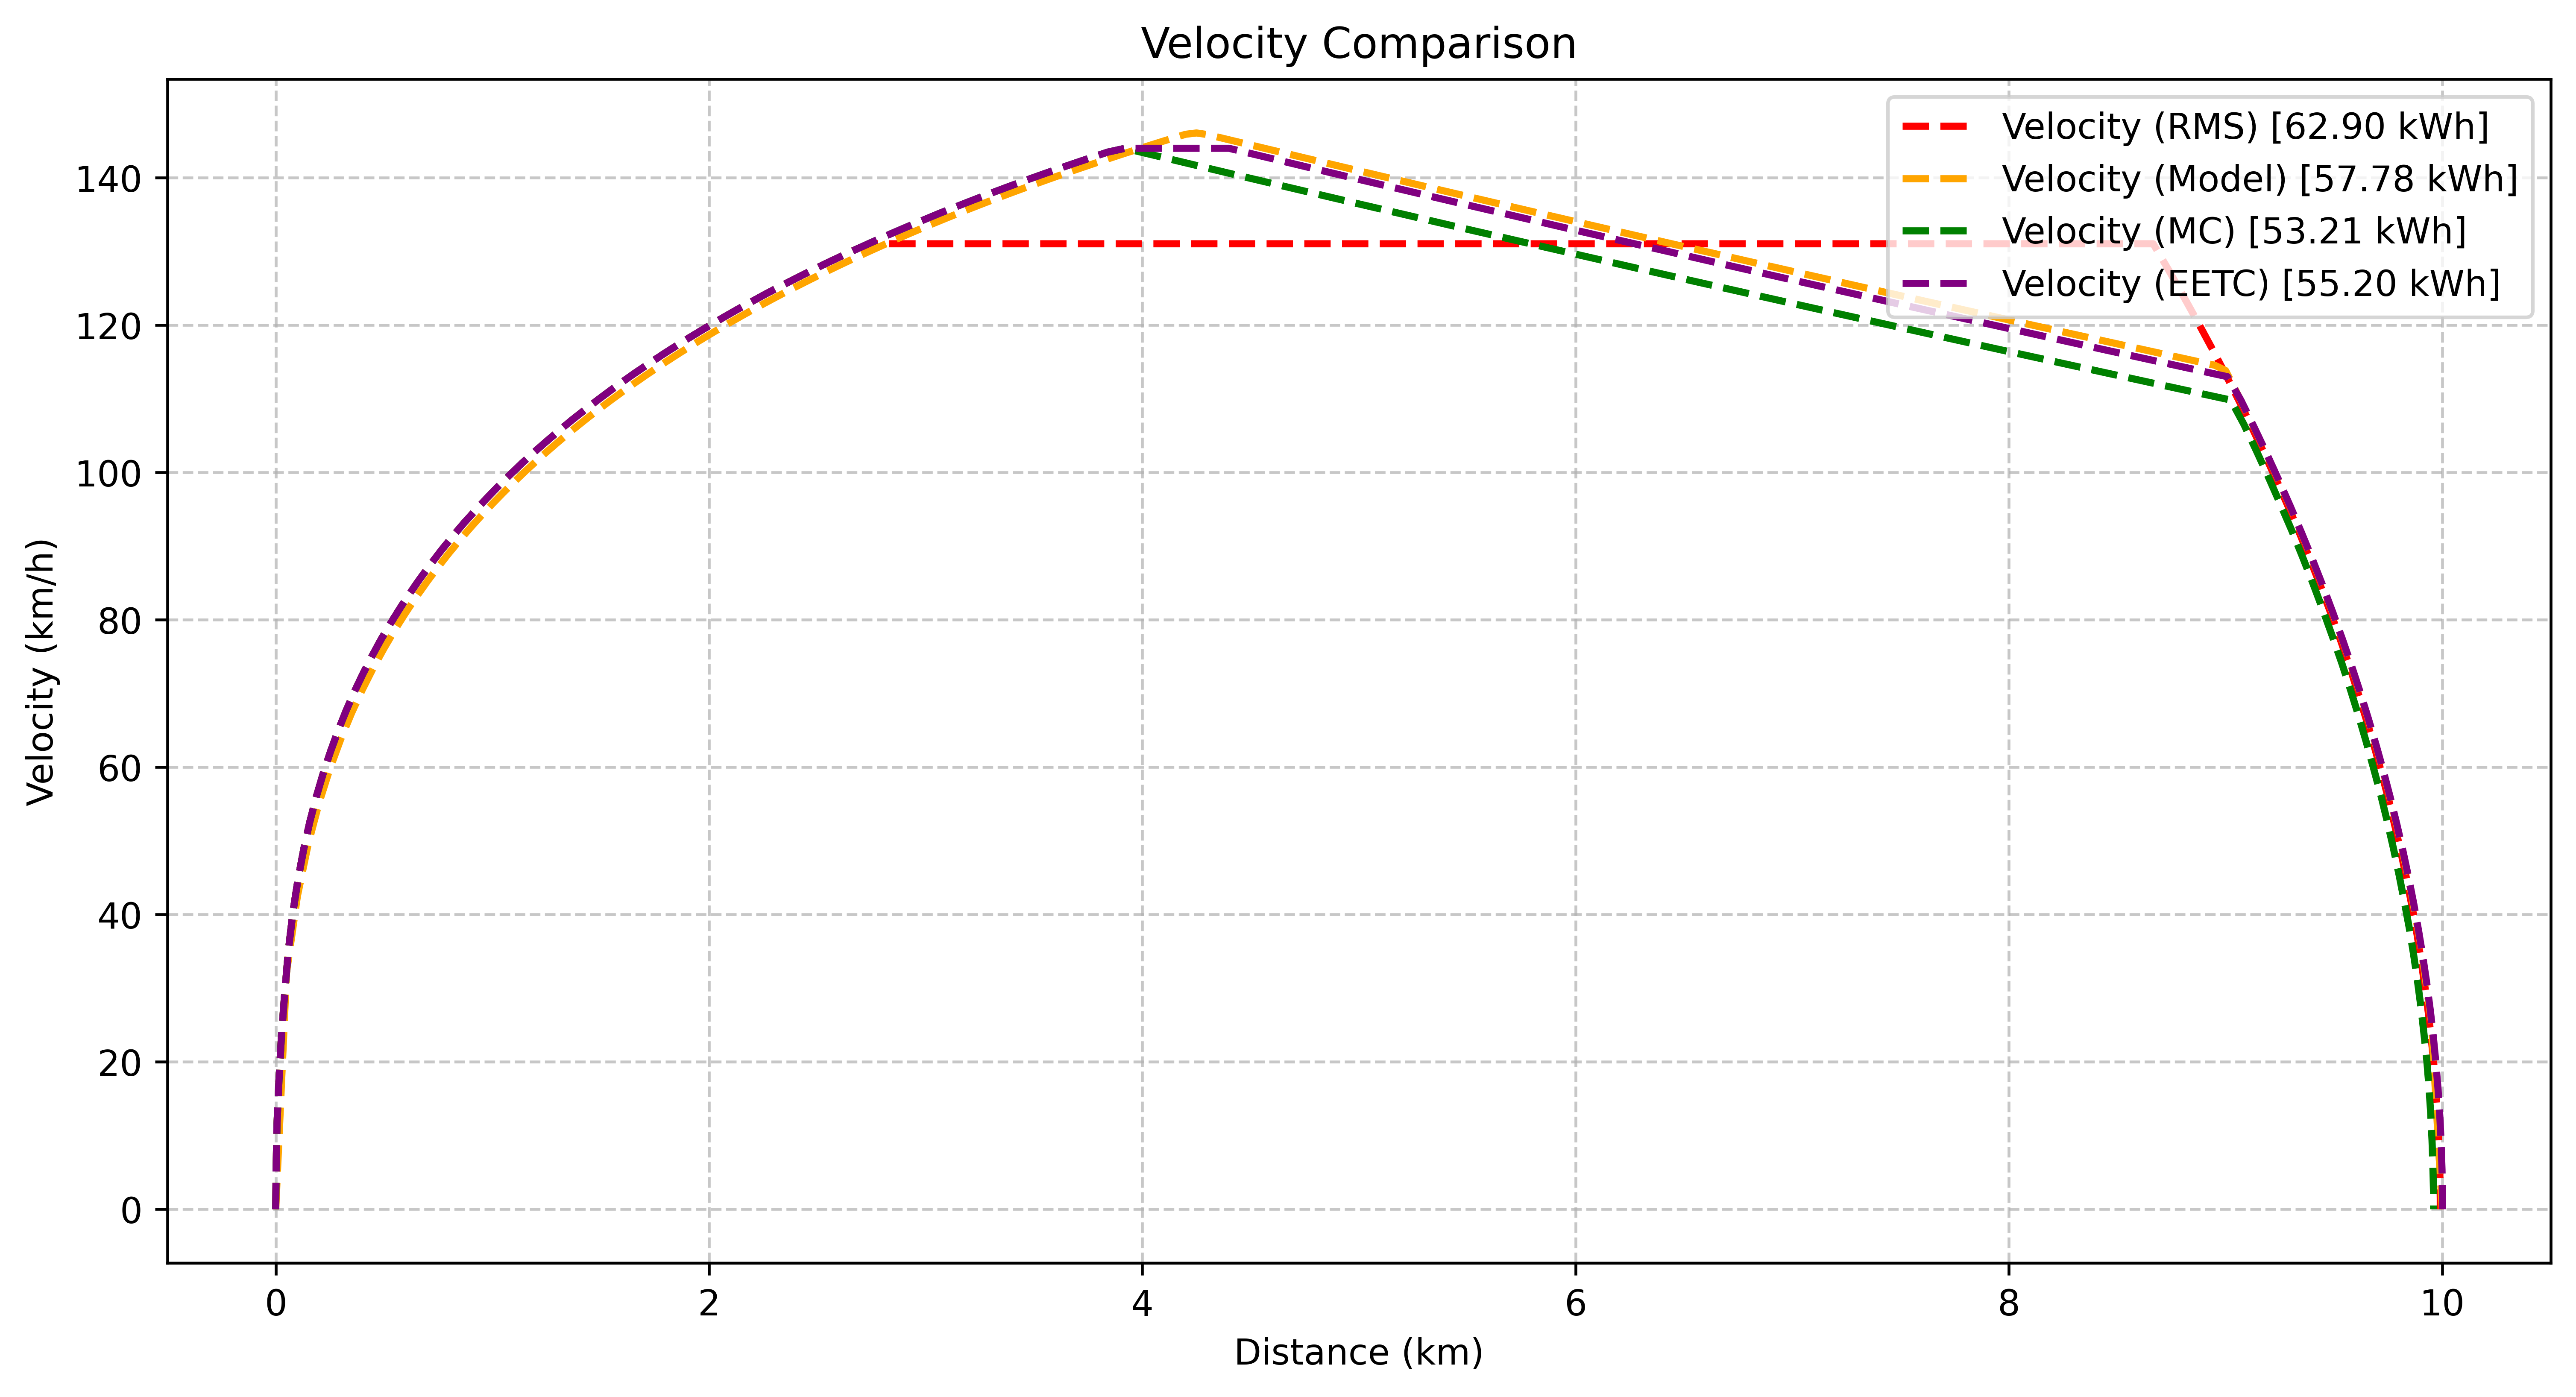 Velocity Comparison
Velocity (RMS) [62.90 kWh]
Velocity (Model) [57.78 kWh]
Velocity (MC) [53.21 kWh]
Velocity (EETC) [55.20 kWh]
Velocity (km/h)
140
120
100
80
60
40
20
0
0 2 4 6 8 10
Distance (km)